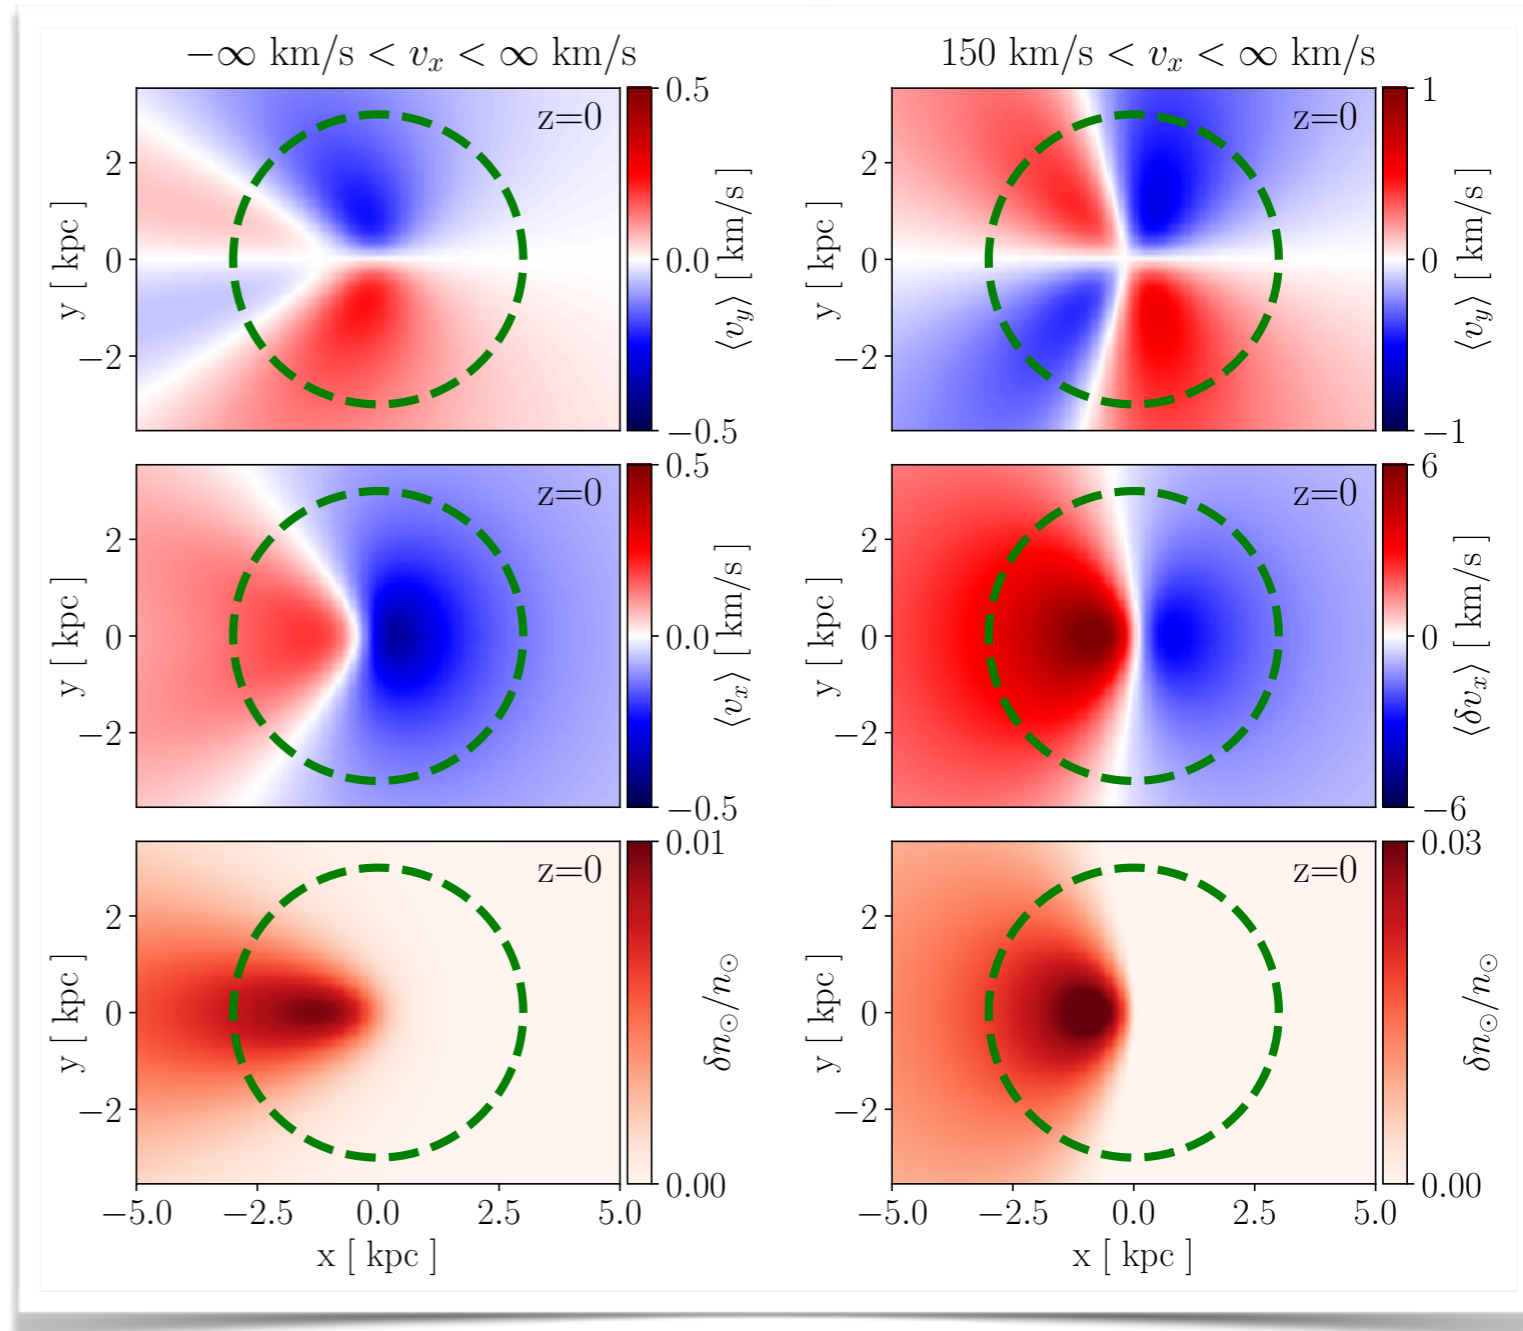 −∞ km/s < v_x < ∞ km/s
150 km/s < v_x < ∞ km/s
z=0
y [ kpc ]
2
0
−2
0.5
0.0
−0.5
⟨v_y⟩ [ km/s ]
z=0
y [ kpc ]
2
0
−2
1
0
−1
⟨v_y⟩ [ km/s ]
z=0
y [ kpc ]
2
0
−2
0.5
0.0
−0.5
⟨v_x⟩ [ km/s ]
z=0
y [ kpc ]
2
0
−2
6
0
−6
⟨δv_x⟩ [ km/s ]
z=0
y [ kpc ]
2
0
−2
0.01
0.00
δn_⊙/n_⊙
−5.0 −2.5 0.0 2.5 5.0
x [ kpc ]
z=0
y [ kpc ]
2
0
−2
0.03
0.00
δn_⊙/n_⊙
−5.0 −2.5 0.0 2.5 5.0
x [ kpc ]